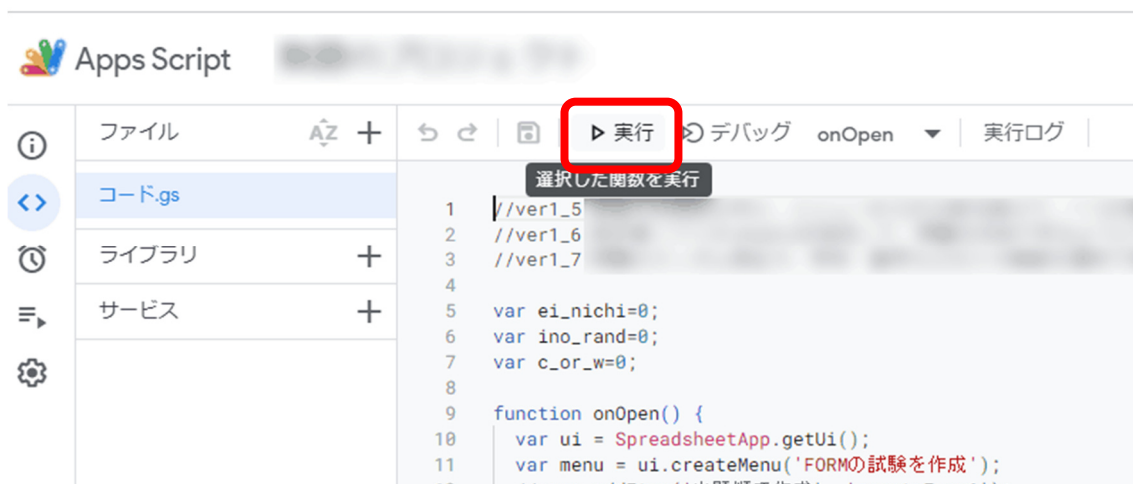 Apps Script
ファイル AZ 実行 デバッグ onOpen 実行ログ
選択した関数を実行
コード.gs
ライブラリ
サービス
1 //ver1_5
2 //ver1_6
3 //ver1_7
4
5 var ei_nichi=0;
6 var ino_rand=0;
7 var c_or_w=0;
8
9 function onOpen() {
10 var ui = SpreadsheetApp.getUi();
11 var menu = ui.createMenu('FORMの試験を作成');